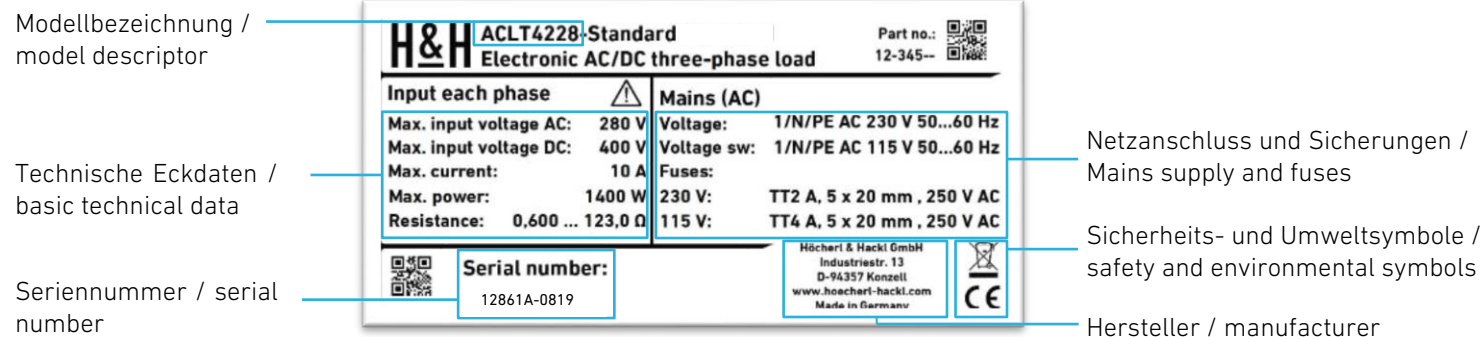 Modellbezeichnung /
model descriptor
Technische Eckdaten /
basic technical data
Seriennummer / serial
number
H&H
ACLT4228-Standard
Electronic AC/DC three-phase load
Part no.:
12-345--
Input each phase
Max. input voltage AC: 280 V
Max. input voltage DC: 400 V
Max. current: 10 A
Max. power: 1400 W
Resistance: 0,600 ... 123,0 Ω
Mains (AC)
Voltage: 1/N/PE AC 230 V 50...60 Hz
Voltage sw: 1/N/PE AC 115 V 50...60 Hz
Fuses:
230 V: TT2 A, 5 x 20 mm , 250 V AC
115 V: TT4 A, 5 x 20 mm , 250 V AC
Serial number:
12861A-0819
Höcherl & Hackl GmbH
Industriestr. 13
D-94357 Konzell
www.hoecherl-hackl.com
Made in Germany
CE
Netzanschluss und Sicherungen /
Mains supply and fuses
Sicherheits- und Umweltsymbole /
safety and environmental symbols
Hersteller / manufacturer